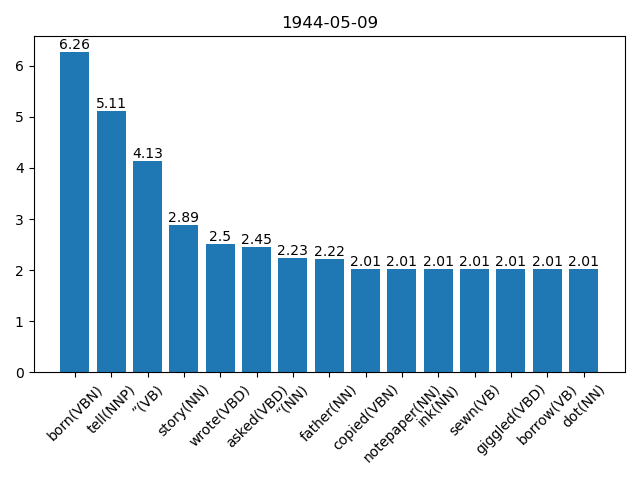 1944-05-09
6.26
5.11
4.13
2.89
2.5
2.45
2.23
2.22
2.01
2.01
2.01
2.01
2.01
2.01
2.01
6
5
4
3
2
1
0
born(VBN)
tell(NNP)
“(VB)
story(NN)
wrote(VBD)
asked(VBD)
“(NN)
father(NN)
copied(VBN)
notepaper(NN)
ink(NN)
sewn(VB)
giggled(VBD)
borrow(VB)
dot(NN)